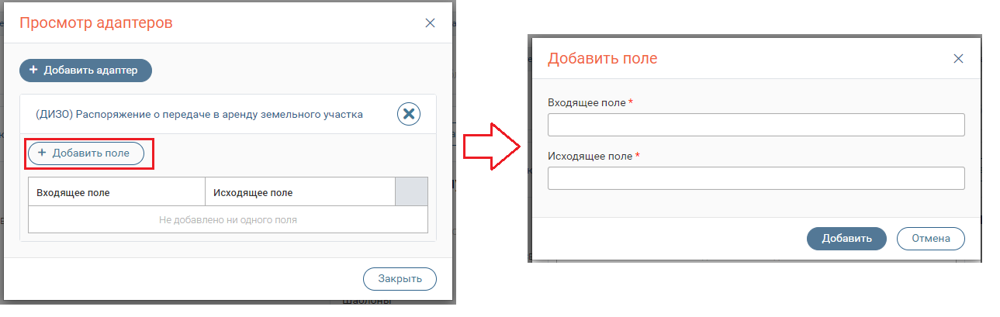 Просмотр адаптеров
+ Добавить адаптер
(ДИЗО) Распоряжение о передаче в аренду земельного участка
+ Добавить поле
Входящее поле Исходящее поле
Не добавлено ни одного поля
Закрыть
Шаблоны
Добавить поле
Входящее поле *
Исходящее поле *
Добавить Отмена